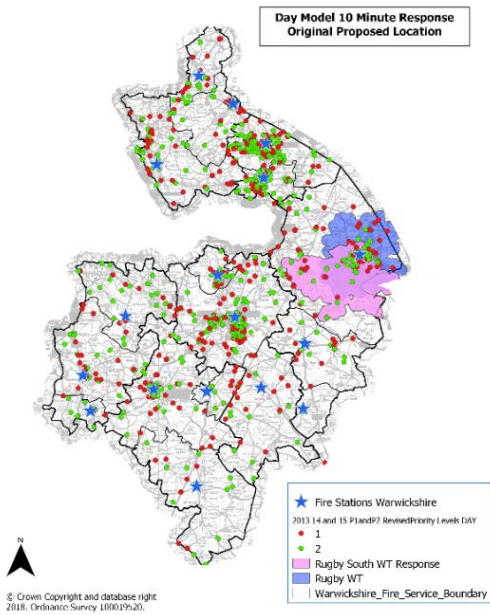 Day Model 10 Minute Response
Original Proposed Location
Fire Stations Warwickshire
2013 14 and 15 P1andP2 RevisedPriority Levels DAY
1
2
Rugby South WT Response
Rugby WT
Warwickshire_Fire_Service_Boundary
N
© Crown Copyright and database right
2018. Ordnance Survey 100019520.